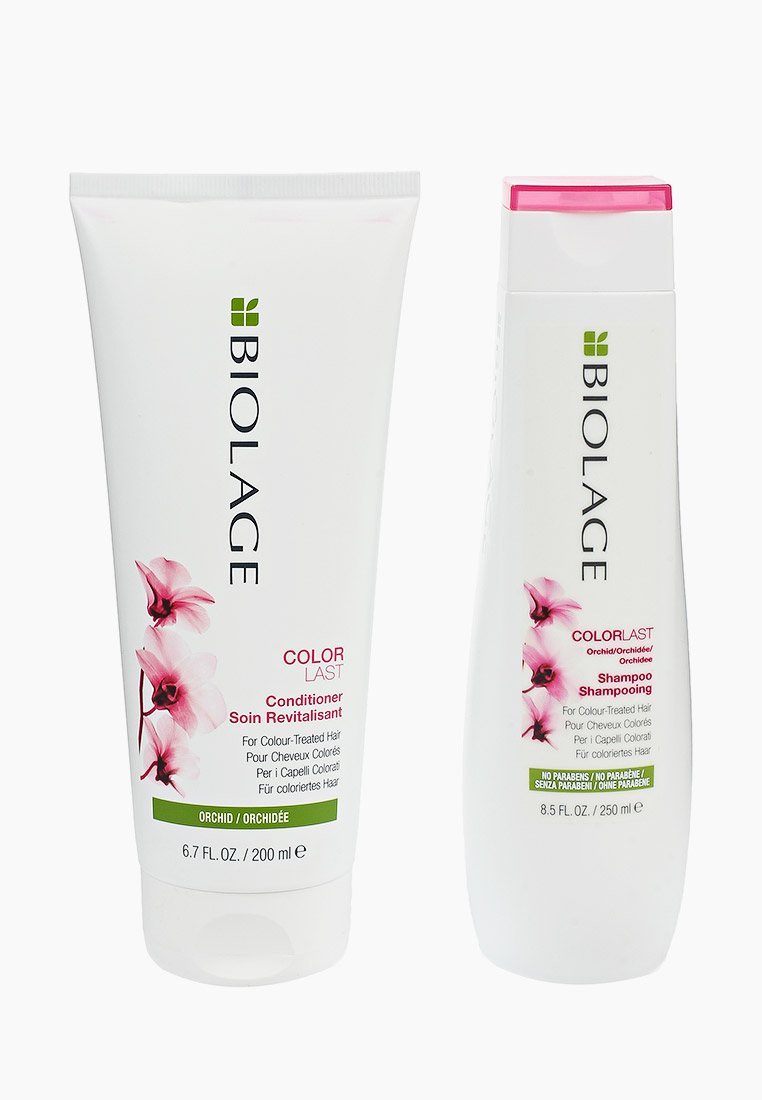 BIOLAGE
COLOR
LAST
Conditioner
Soin Revitalisant
For Colour-Treated Hair
Pour Cheveux Colorés
Per i Capelli Colorati
Für coloriertes Haar
ORCHID / ORCHIDÉE
6.7 FL.OZ. / 200 ml ℮
BIOLAGE
COLORLAST
Orchid/Orchidée/
Orchidee
Shampoo
Shampooing
For Colour-Treated Hair
Pour Cheveux Colorés
Per i Capelli Colorati
Für coloriertes Haar
NO PARABENS / NO PARABÈNE /
SENZA PARABENI / OHNE PARABENE
8.5 FL.OZ. / 250 ml ℮